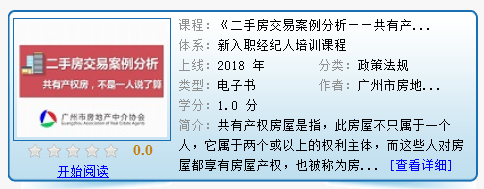 二手房交易案例分析
共有产权房，不是一人说了算
广州市房地产中介协会
Guangzhou Association of Real Estate Agents
0.0
开始阅读
课程：《二手房交易案例分析——共有产...
体系：新入职经纪人培训课程
上线：2018 年 分类：政策法规
类型：电子书 作者：广州市房地...
学分：1.0 分
简介：共有产权房屋是指，此房屋不只属于一个
人，它属于两个或以上的权利主体，而这些人对房
屋都享有房屋产权，也被称为房... [查看详细]